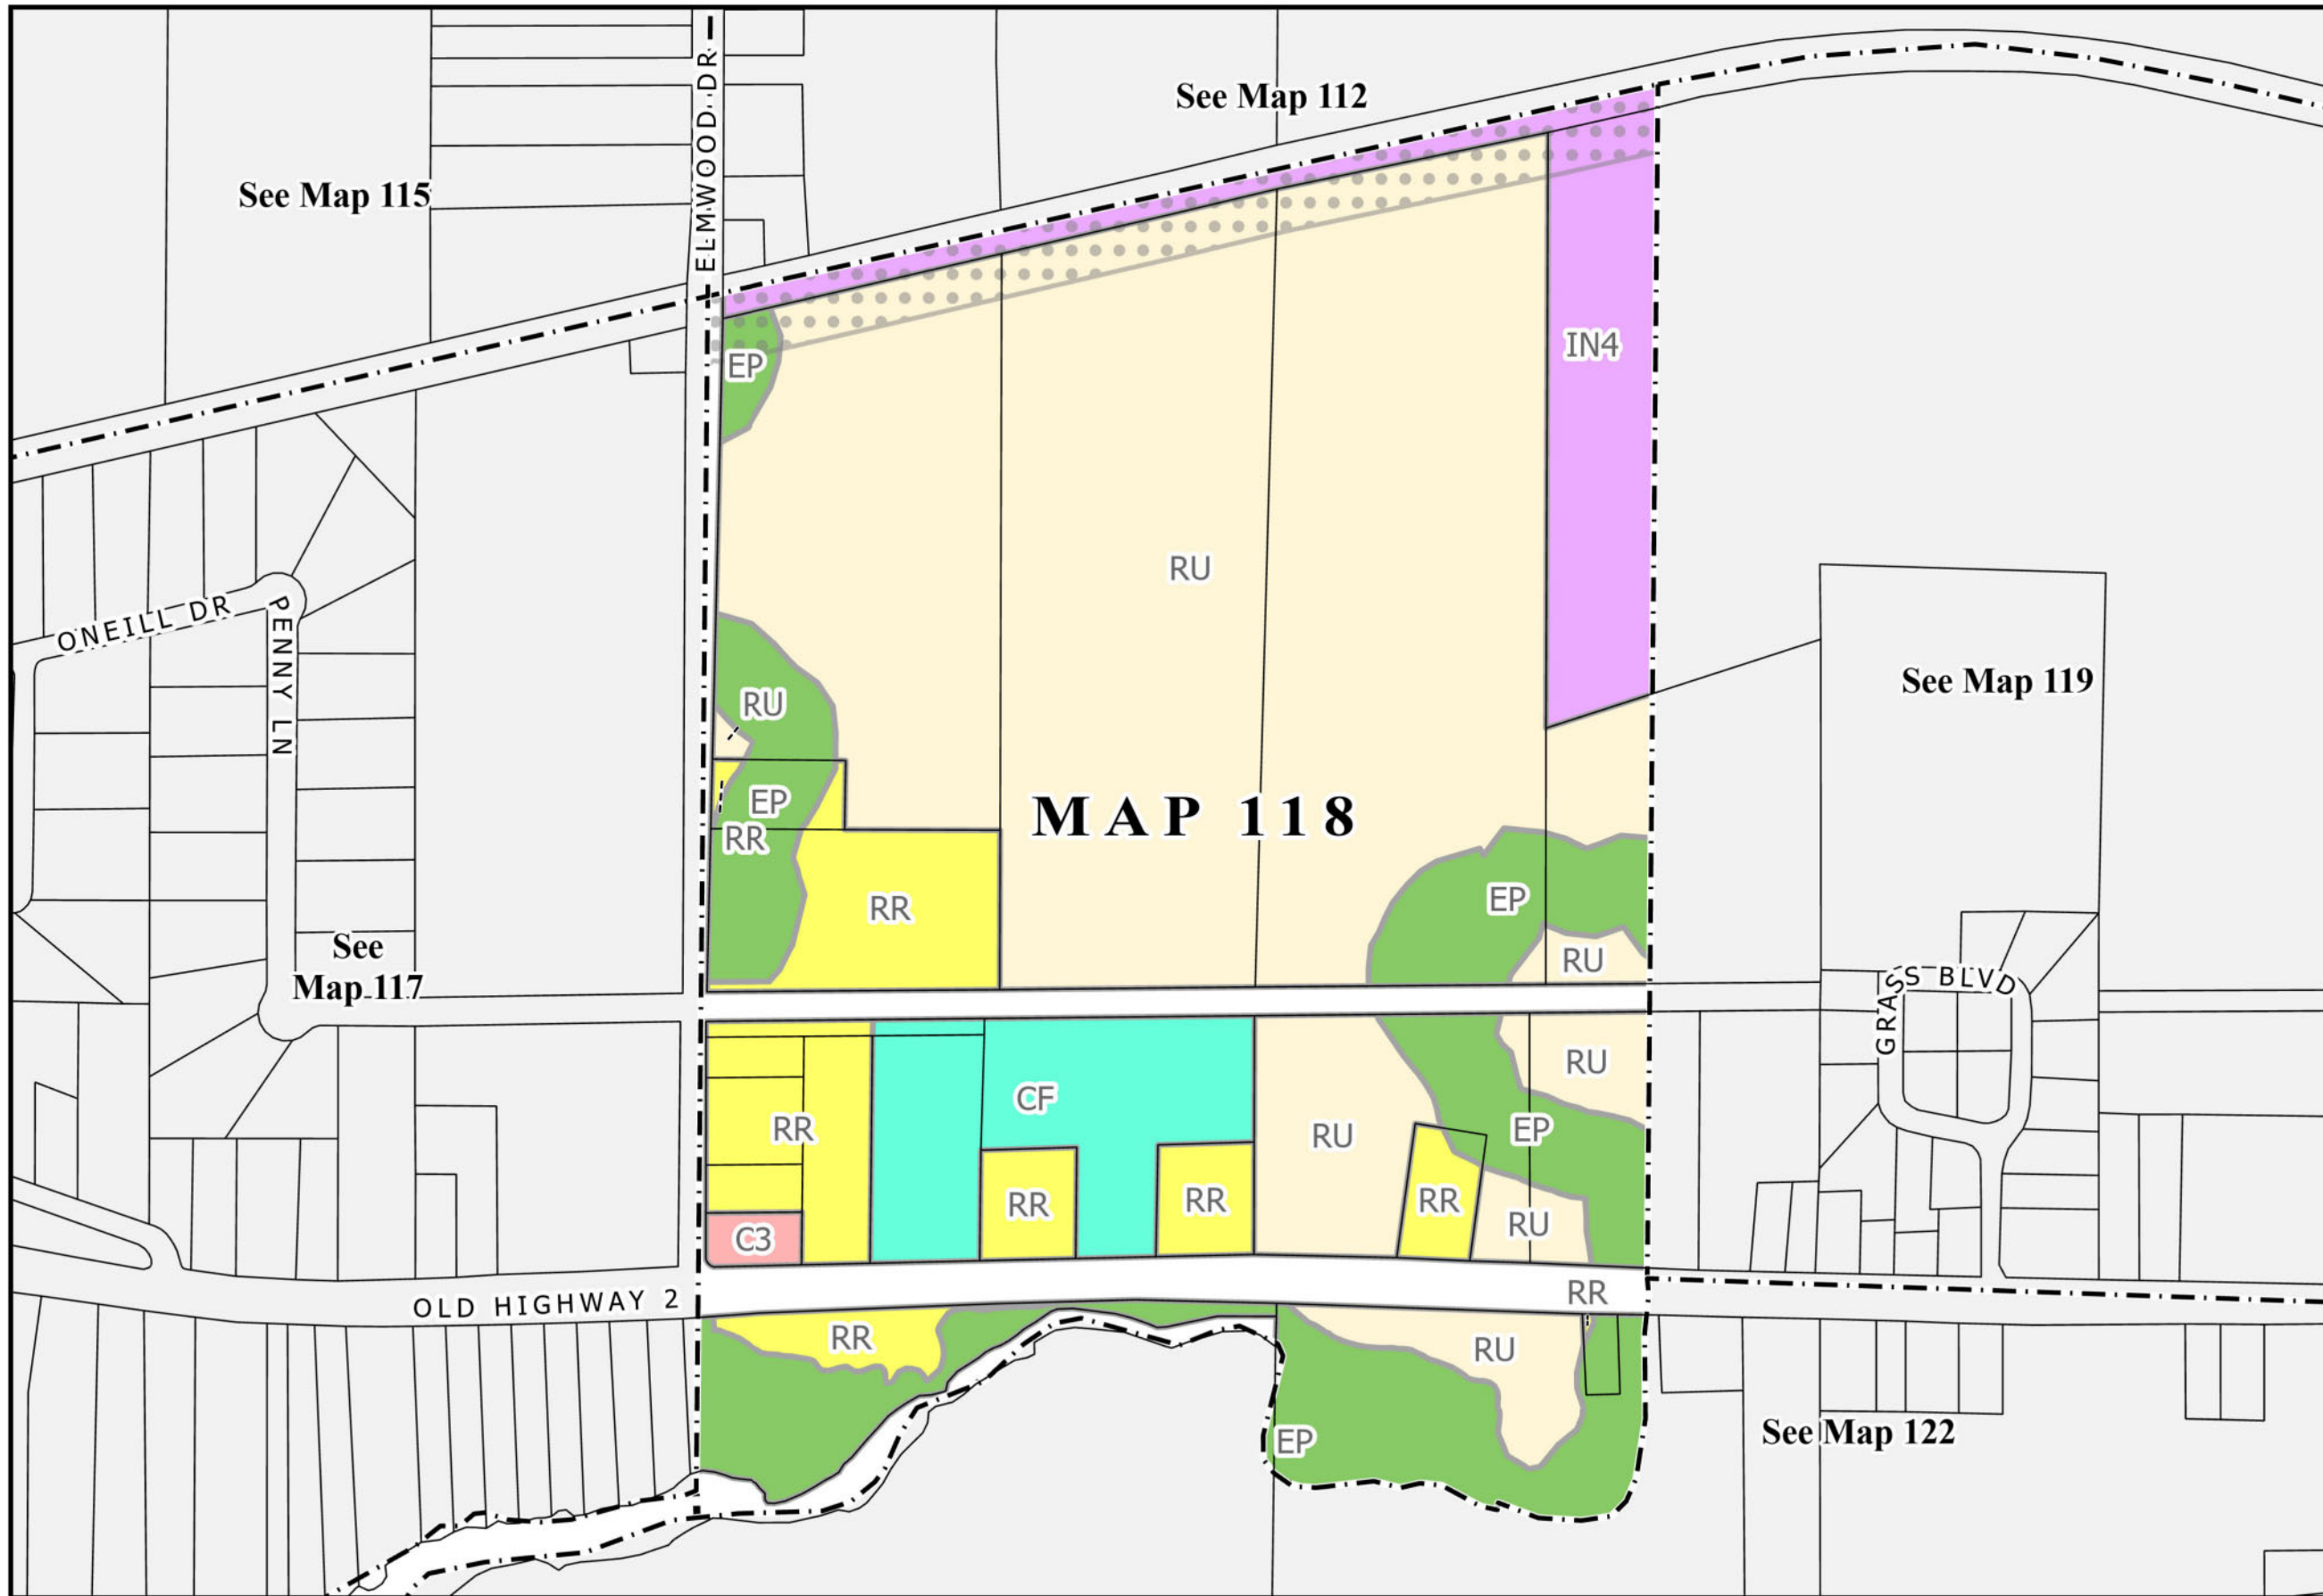 See Map 112
ELMWOOD DR
See Map 115
IN4
EP
RU
ONEILL DR
PENNY LN
See Map 119
RU
EP
MAP 118
RR
EP
RR
See
Map 117
RU
GRASS BLVD
RU
CF
RR
RU
EP
RR
RR
RR
RU
C3
RR
OLD HIGHWAY 2
RR
RU
See Map 122
EP